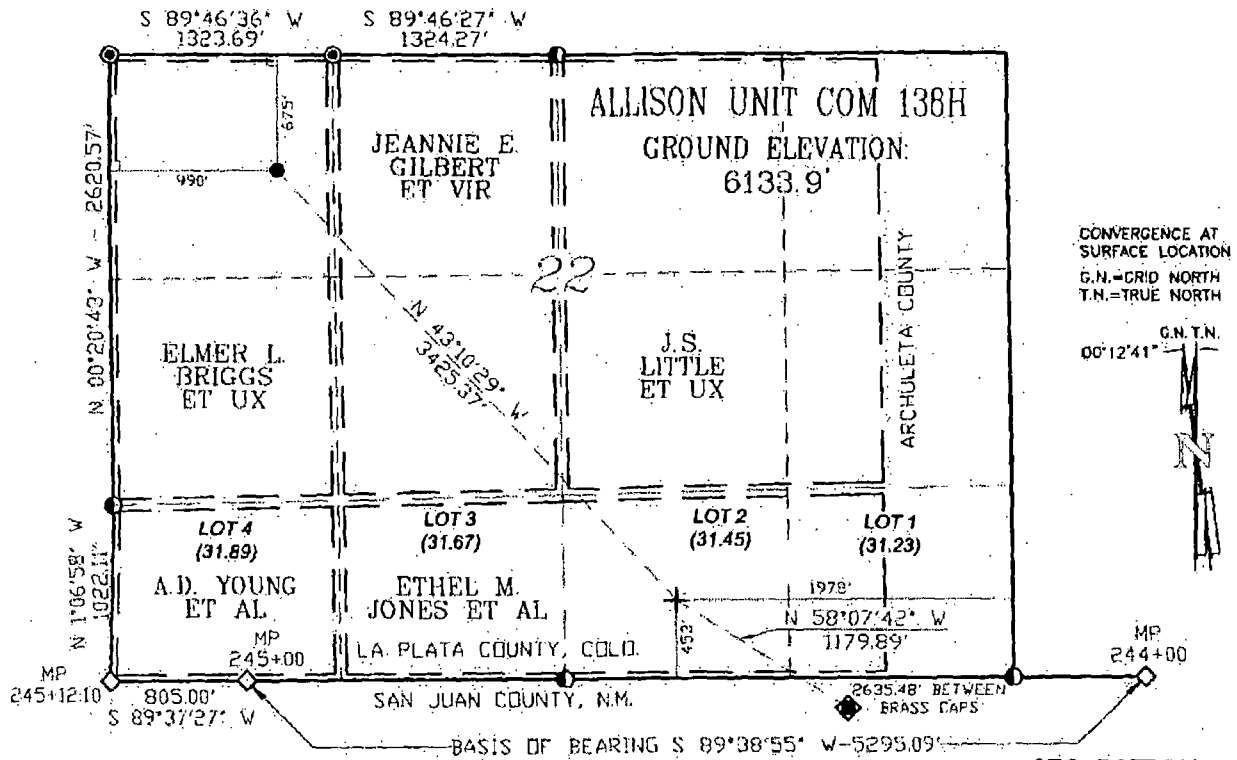 S 89°46'36" W
1323.69'
S 89°46'27" W
1324.27'
ALLISON UNIT COM 138H
GROUND ELEVATION:
6133.9'
675'
990'
JEANNIE E.
GILBERT
ET VIR
N 00°20'43" W - 2620.57'
22
ARCHULETA COUNTY
CONVERGENCE AT
SURFACE LOCATION
G.N.=GRID NORTH
T.N.=TRUE NORTH
G.N. T.N.
00°12'41"
N
ELMER L.
BRIGGS
ET UX
N 43°10'29" W
3425.37'
J.S.
LITTLE
ET UX
LOT 4
(31.89)
LOT 3
(31.67)
LOT 2
(31.45)
LOT 1
(31.23)
N 1°06'58" W
1022.11'
A.D. YOUNG
ET AL
ETHEL M.
JONES ET AL
1978'
453'
N 58°07'42" W
1179.89'
LA PLATA COUNTY, COLO.
MP
245+00
MP
245+12.10
805.00'
S 89°37'27" W
SAN JUAN COUNTY, N.M.
2635.48' BETWEEN
BRASS CAPS
MP
244+00
BASIS OF BEARING S 89°38'55" W-5295.09'